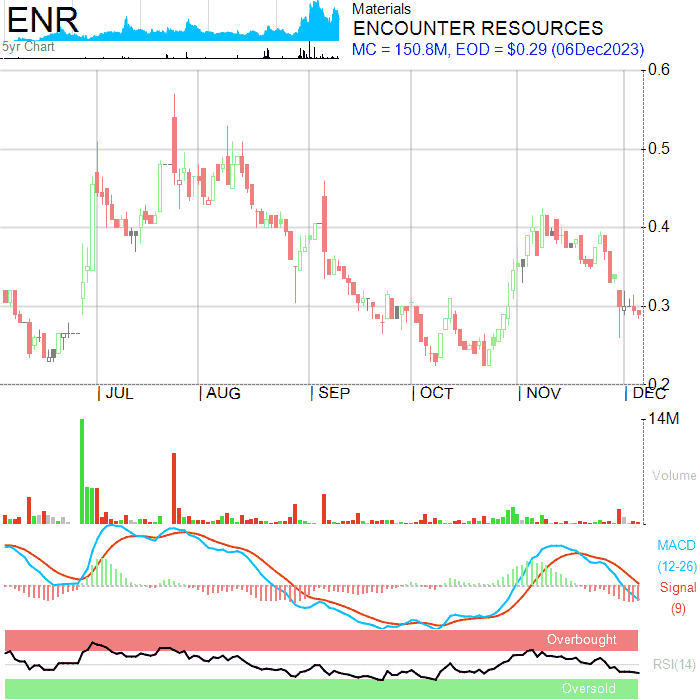 ENR
5yr Chart
Materials
ENCOUNTER RESOURCES
MC = 150.8M, EOD = $0.29 (06Dec2023)
0.6
0.5
0.4
0.3
0.2
JUL
AUG
SEP
OCT
NOV
DEC
14M
Volume
MACD
(12-26)
Signal
(9)
Overbought
RSI(14)
Oversold